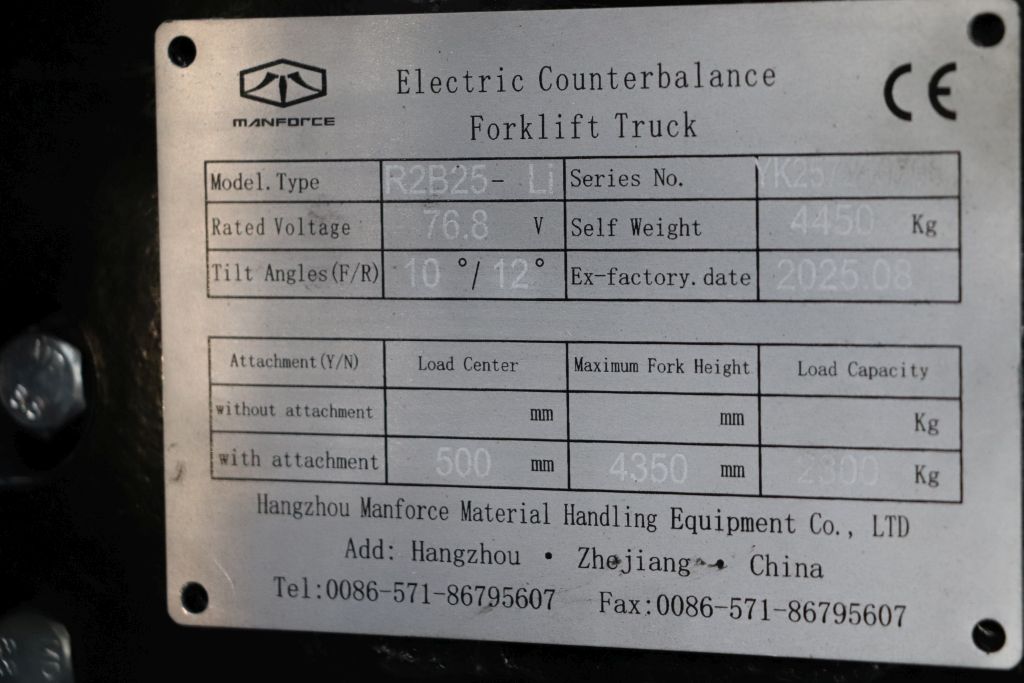 MANFORCE
Electric Counterbalance
Forklift Truck
CE
Model.Type R2B25- Li Series No.
Rated Voltage 76.8 V Self Weight 4450 Kg
Tilt Angles(F/R) 10 °/ 12° Ex-factory.date 2025.08
Attachment(Y/N) Load Center Maximum Fork Height Load Capacity
without attachment mm mm Kg
with attachment 500 mm 4350 mm 2300 Kg
Hangzhou Manforce Material Handling Equipment Co., LTD
Add: Hangzhou • Zhejiang • China
Tel:0086-571-86795607 Fax:0086-571-86795607